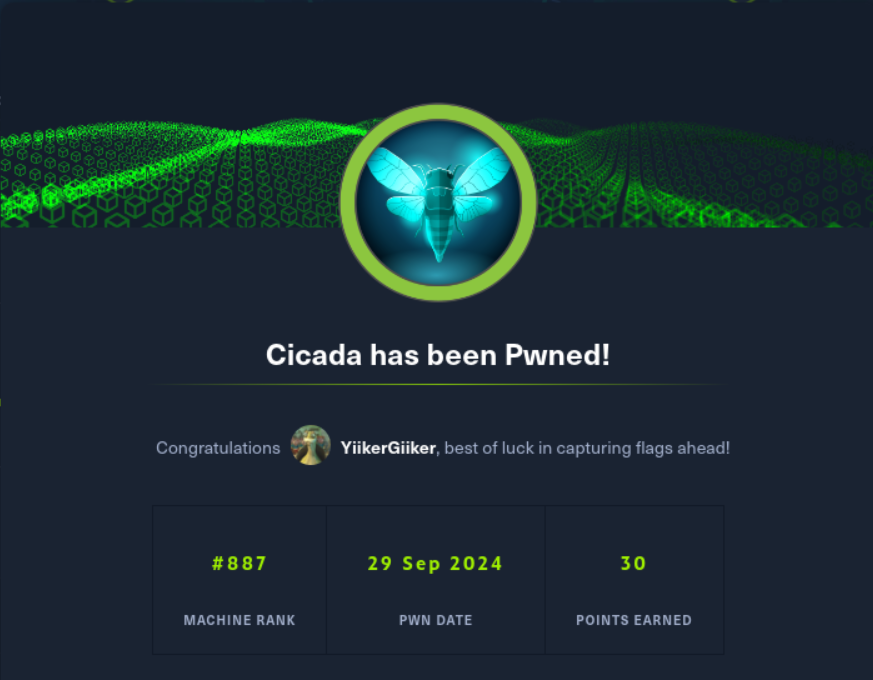 Cicada has been Pwned!
Congratulations YiikerGiiker, best of luck in capturing flags ahead!
#887 29 Sep 2024 30
MACHINE RANK PWN DATE POINTS EARNED